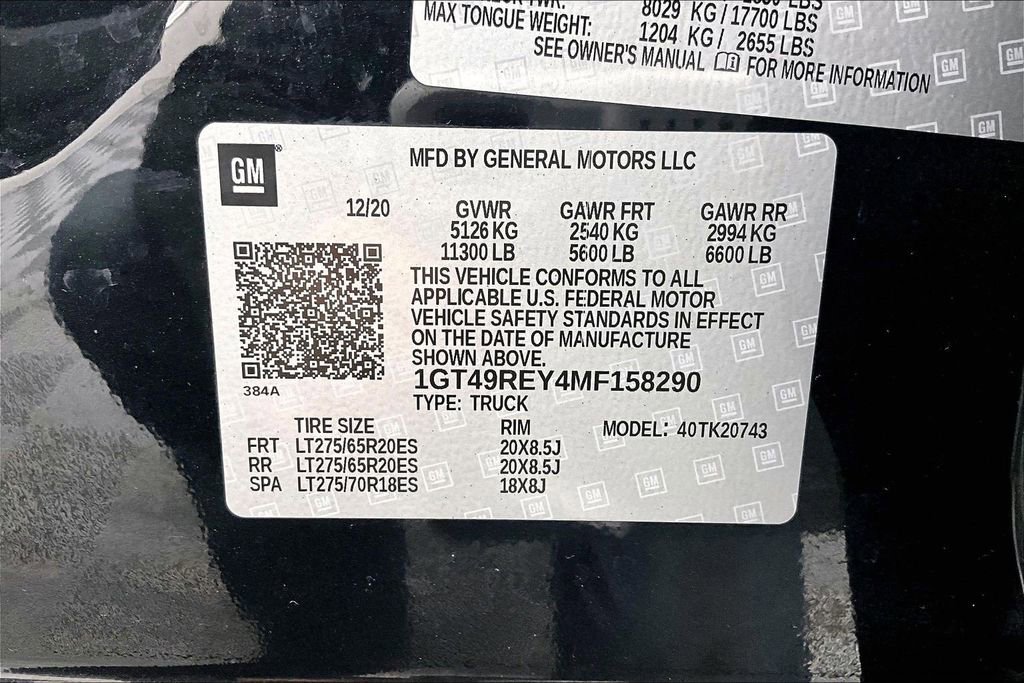 8029 KG/17700 LBS
MAX TONGUE WEIGHT: 1204 KG/ 2655 LBS
SEE OWNER'S MANUAL FOR MORE INFORMATION
GM
MFD BY GENERAL MOTORS LLC
12/20 GVWR GAWR FRT GAWR RR
5126 KG 2540 KG 2994 KG
11300 LB 5600 LB 6600 LB
THIS VEHICLE CONFORMS TO ALL
APPLICABLE U.S. FEDERAL MOTOR
VEHICLE SAFETY STANDARDS IN EFFECT
ON THE DATE OF MANUFACTURE
SHOWN ABOVE.
384A
1GT49REY4MF158290
TYPE: TRUCK
TIRE SIZE RIM MODEL: 40TK20743
FRT LT275/65R20ES 20X8.5J
RR LT275/65R20ES 20X8.5J
SPA LT275/70R18ES 18X8J